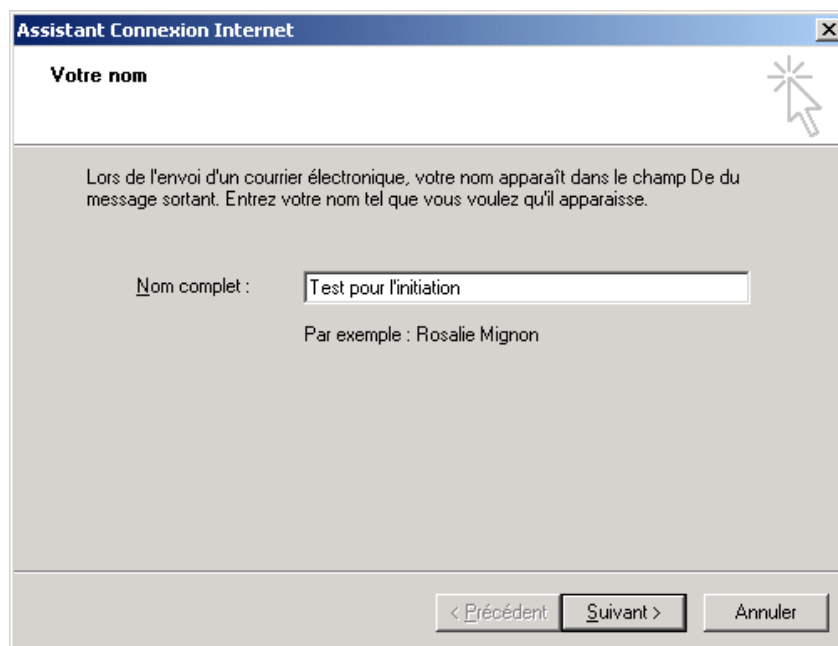 Assistant Connexion Internet
Votre nom
Lors de l'envoi d'un courrier électronique, votre nom apparaît dans le champ De du
message sortant. Entrez votre nom tel que vous voulez qu'il apparaisse.
Nom complet : Test pour l'initiation
Par exemple : Rosalie Mignon
< Précédent Suivant > Annuler